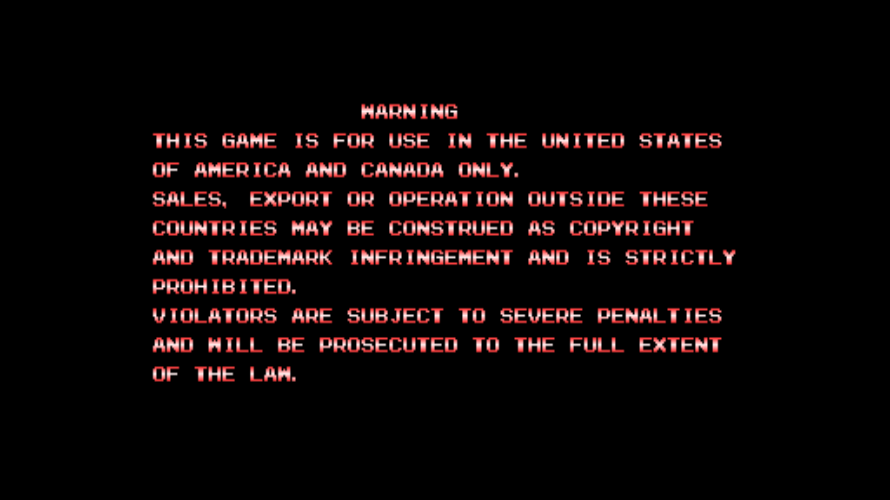 WARNING
THIS GAME IS FOR USE IN THE UNITED STATES
OF AMERICA AND CANADA ONLY.
SALES, EXPORT OR OPERATION OUTSIDE THESE
COUNTRIES MAY BE CONSTRUED AS COPYRIGHT
AND TRADEMARK INFRINGEMENT AND IS STRICTLY
PROHIBITED.
VIOLATORS ARE SUBJECT TO SEVERE PENALTIES
AND WILL BE PROSECUTED TO THE FULL EXTENT
OF THE LAW.